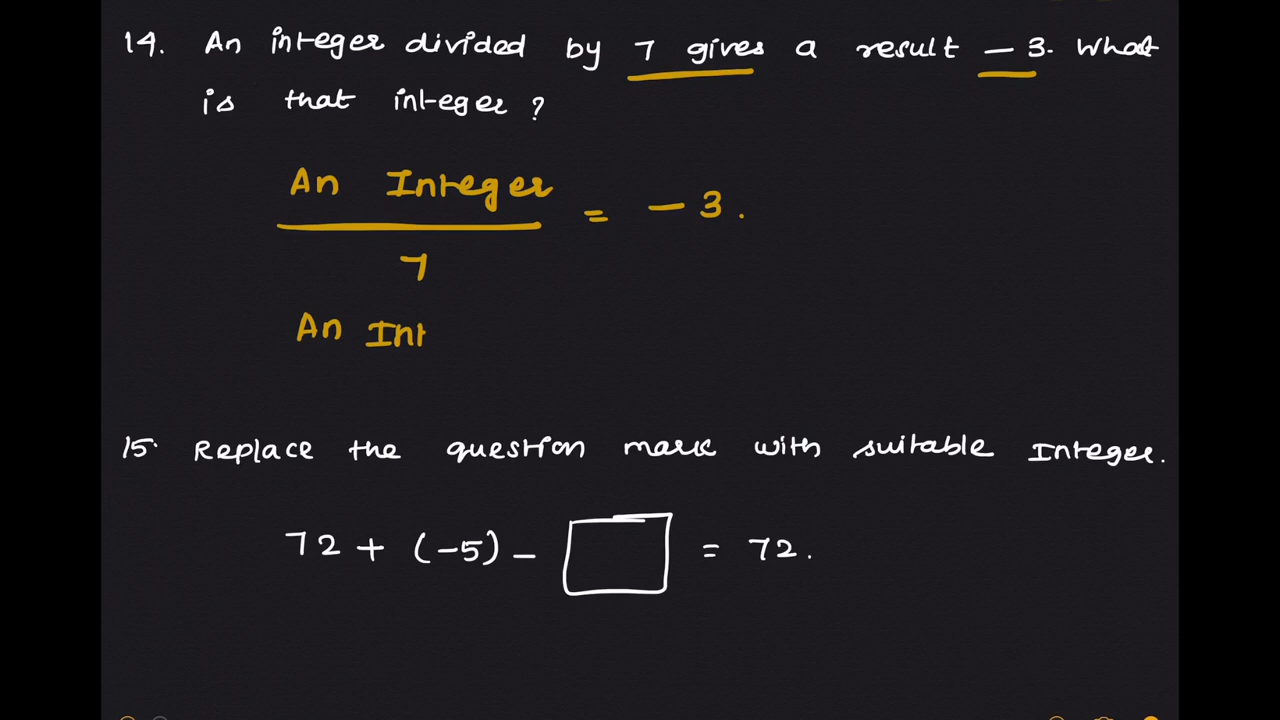 14. An integer divided by 7 gives a result - 3. What
is that integer ?
An Integer
= - 3.
7
An Int
15. Replace the question mark with suitable Integer.
72 + (-5) - □ = 72.